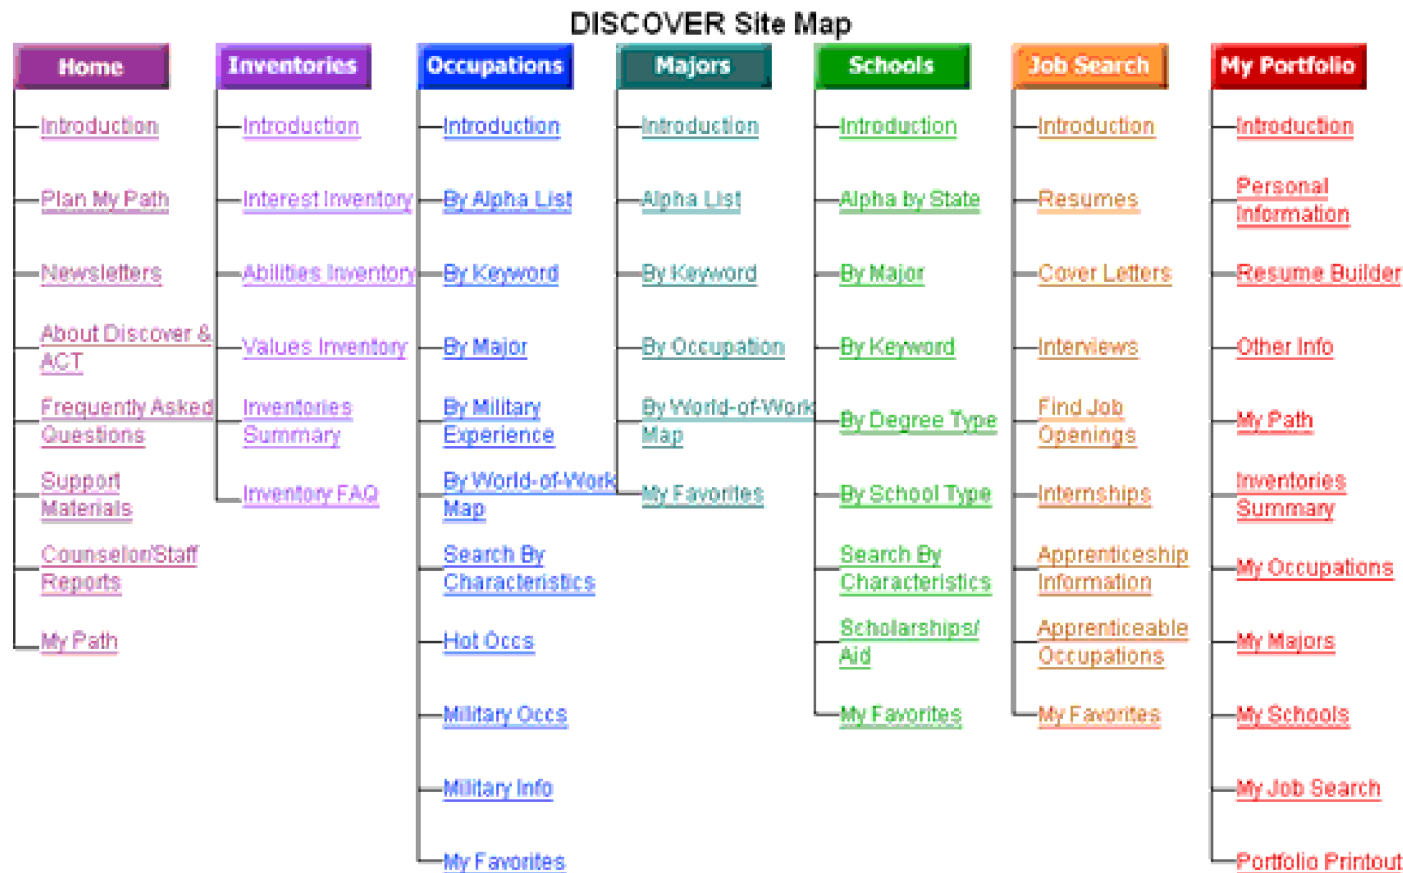 DISCOVER Site Map
Home
Introduction
Plan My Path
Newsletters
About Discover &
ACT
Frequently Asked
Questions
Support
Materials
Counselor/Staff
Reports
My Path
Inventories
Introduction
Interest Inventory
Abilities Inventory
Values Inventory
Inventories
Summary
Inventory FAQ
Occupations
Introduction
By Alpha List
By Keyword
By Major
By Military
Experience
By World-of-Work
Map
Search By
Characteristics
Hot Occs
Military Occs
Military Info
My Favorites
Majors
Introduction
Alpha List
By Keyword
By Occupation
By World-of-Work
Map
My Favorites
Schools
Introduction
Alpha by State
By Major
By Keyword
By Degree Type
By School Type
Search By
Characteristics
Scholarships/
Aid
My Favorites
Job Search
Introduction
Resumes
Cover Letters
Interviews
Find Job
Openings
Internships
Apprenticeship
Information
Apprenticeable
Occupations
My Favorites
My Portfolio
Introduction
Personal
Information
Resume Builder
Other Info
My Path
Inventories
Summary
My Occupations
My Majors
My Schools
My Job Search
Portfolio Printout